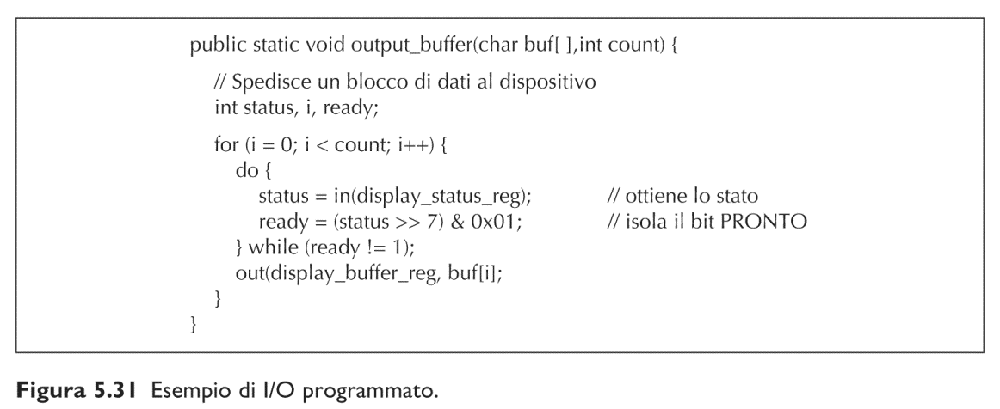 public static void output_buffer(char buf[ ],int count) {
// Spedisce un blocco di dati al dispositivo
int status, i, ready;
for (i = 0; i < count; i++) {
do {
status = in(display_status_reg); // ottiene lo stato
ready = (status >> 7) & 0x01; // isola il bit PRONTO
} while (ready != 1);
out(display_buffer_reg, buf[i];
}
}
Figura 5.31 Esempio di I/O programmato.